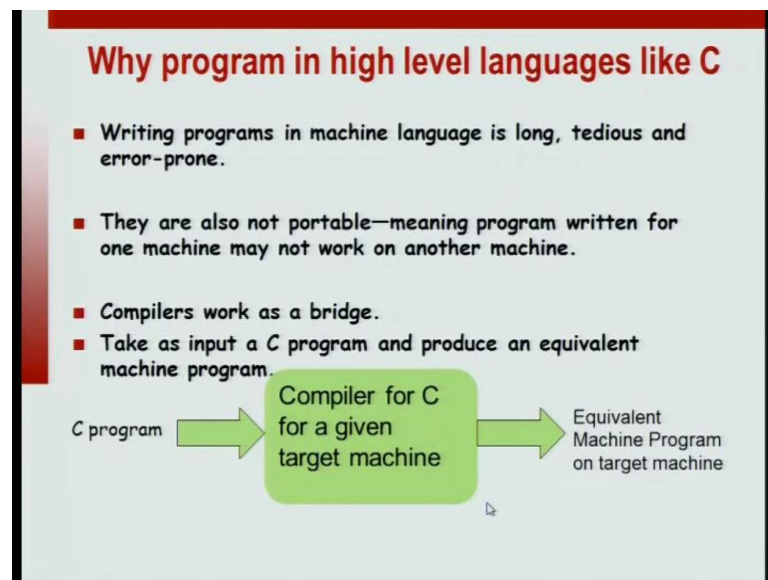 Why program in high level languages like C
Writing programs in machine language is long, tedious and
error-prone.
They are also not portable—meaning program written for
one machine may not work on another machine.
Compilers work as a bridge.
Take as input a C program and produce an equivalent
machine program.
C program
Compiler for C
for a given
target machine
Equivalent
Machine Program
on target machine